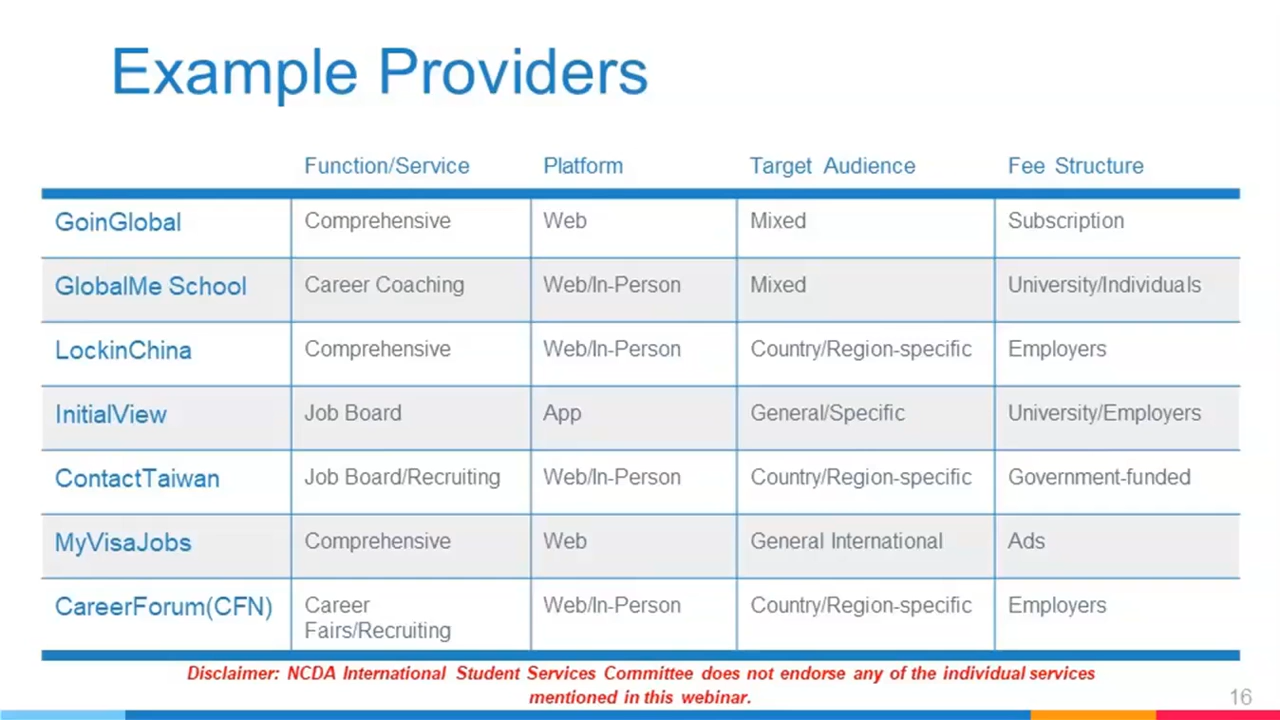 Example Providers
Function/Service Platform Target Audience Fee Structure
GoinGlobal Comprehensive Web Mixed Subscription
GlobalMe School Career Coaching Web/In-Person Mixed University/Individuals
LockinChina Comprehensive Web/In-Person Country/Region-specific Employers
InitialView Job Board App General/Specific University/Employers
ContactTaiwan Job Board/Recruiting Web/In-Person Country/Region-specific Government-funded
MyVisaJobs Comprehensive Web General International Ads
CareerForum(CFN) Career Web/In-Person Country/Region-specific Employers
Fairs/Recruiting
Disclaimer: NCDA International Student Services Committee does not endorse any of the individual services
mentioned in this webinar.
16